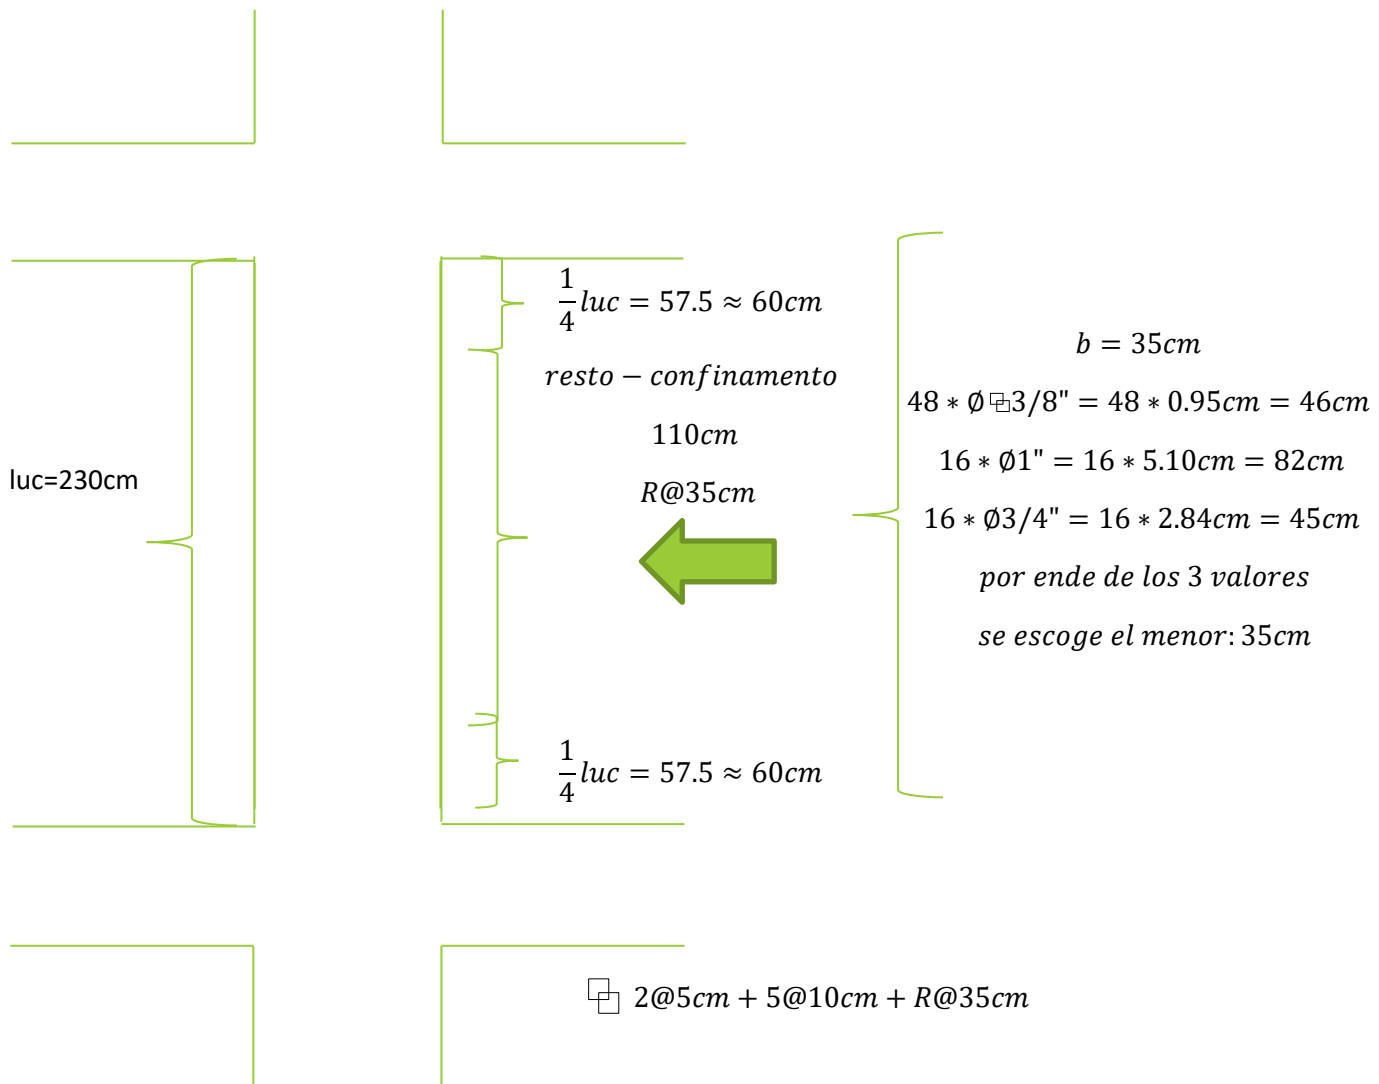 luc=230cm
1/4 luc = 57.5 ≈ 60cm
resto − confinamento
110cm
R@35cm
1/4 luc = 57.5 ≈ 60cm
b = 35cm
48 * Ø 3/8" = 48 * 0.95cm = 46cm
16 * Ø1" = 16 * 5.10cm = 82cm
16 * Ø3/4" = 16 * 2.84cm = 45cm
por ende de los 3 valores
se escoge el menor: 35cm
2@5cm + 5@10cm + R@35cm